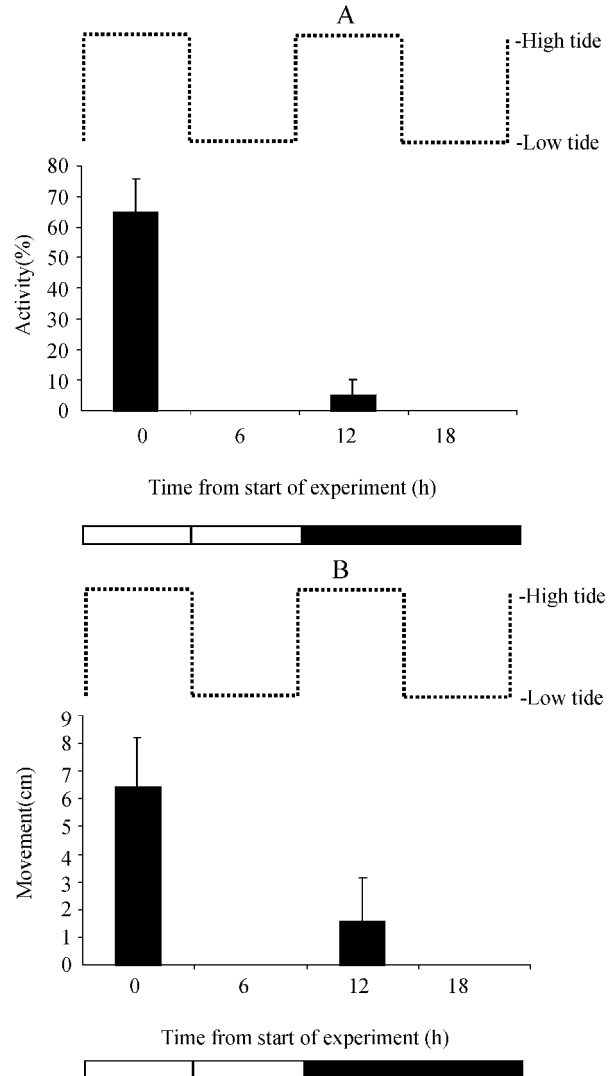 A
-High tide
-Low tide
80
70
60
50
40
30
20
10
0
Activity(%)
0 6 12 18
Time from start of experiment (h)
B
-High tide
-Low tide
9
8
7
6
5
4
3
2
1
0
Movement(cm)
0 6 12 18
Time from start of experiment (h)